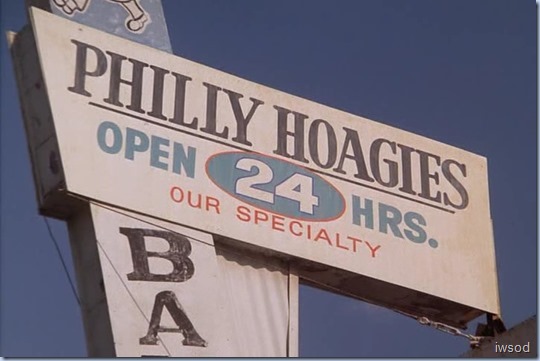 PHILLY HOAGIES
OPEN 24 HRS.
OUR SPECIALTY
B
A
iwsod